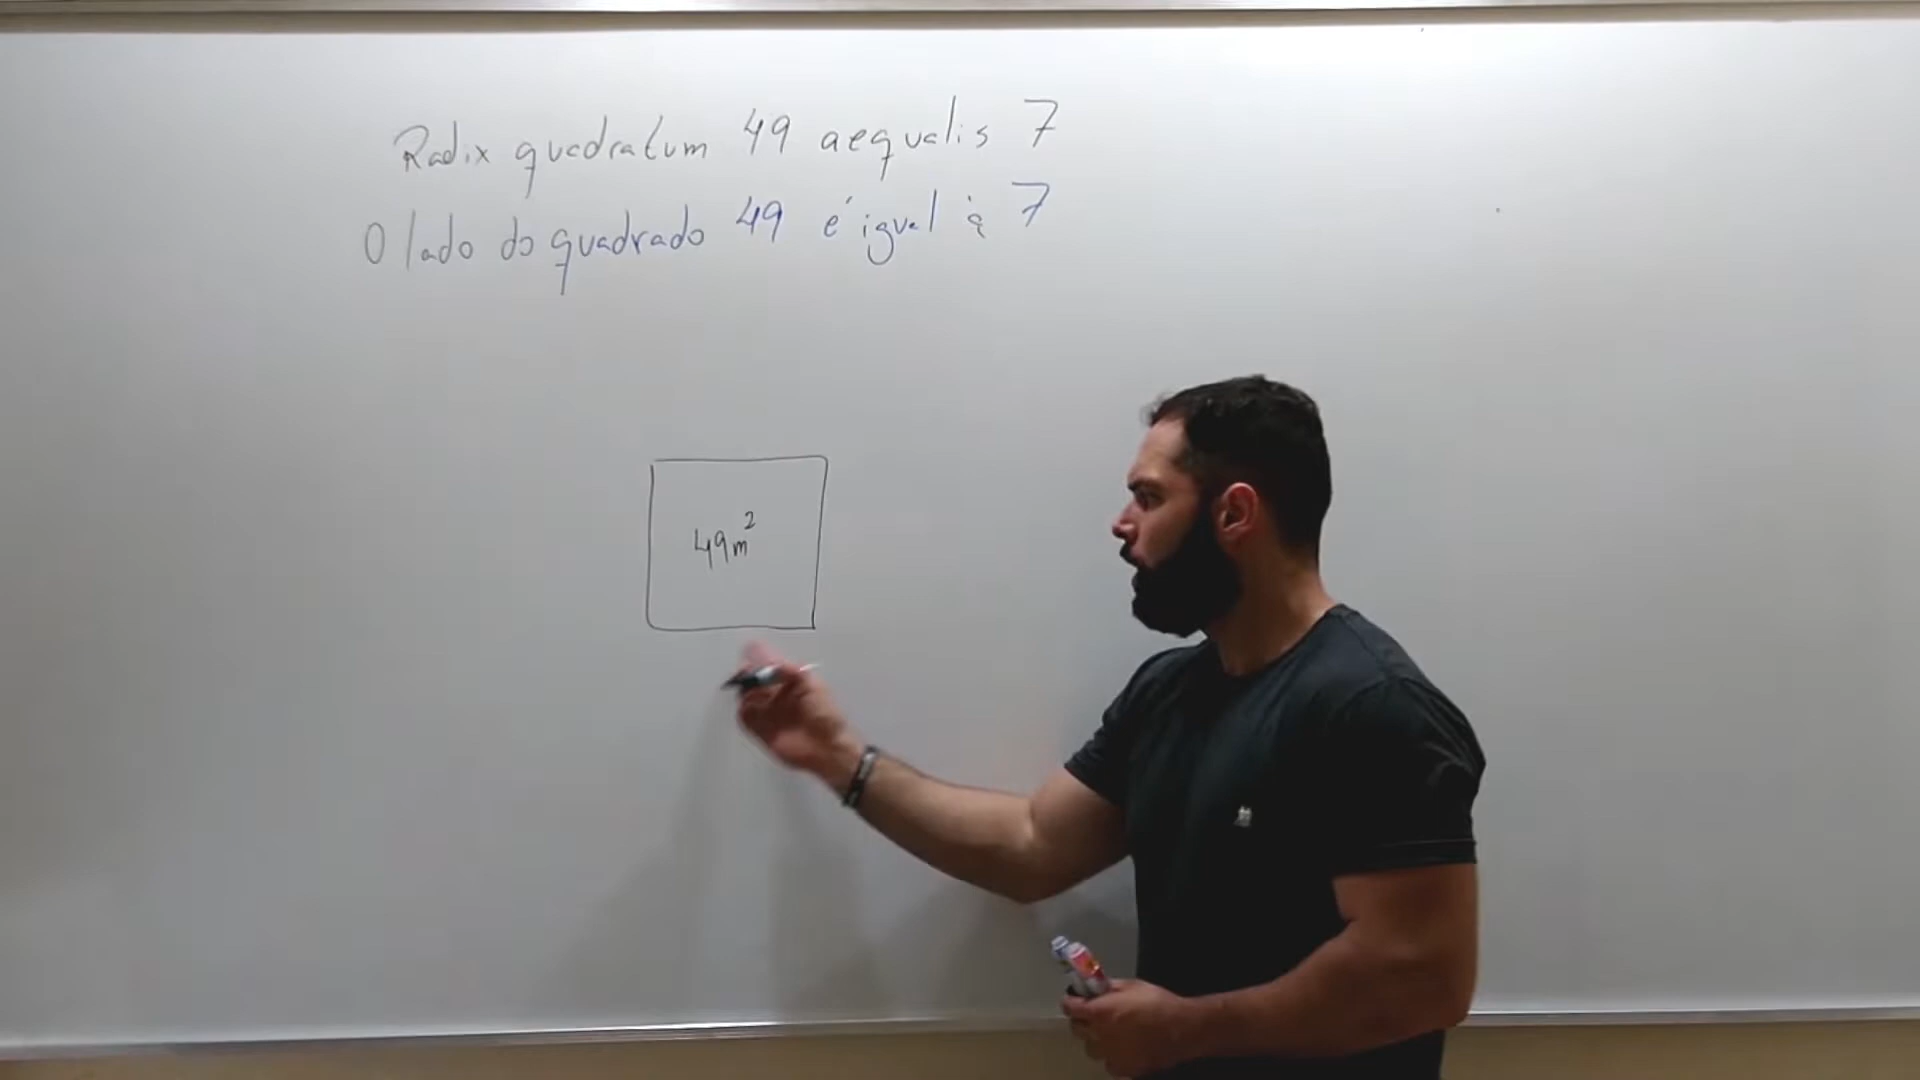 Radix quadratum 49 aequalis 7
O lado do quadrado 49 é igual à 7
49m²